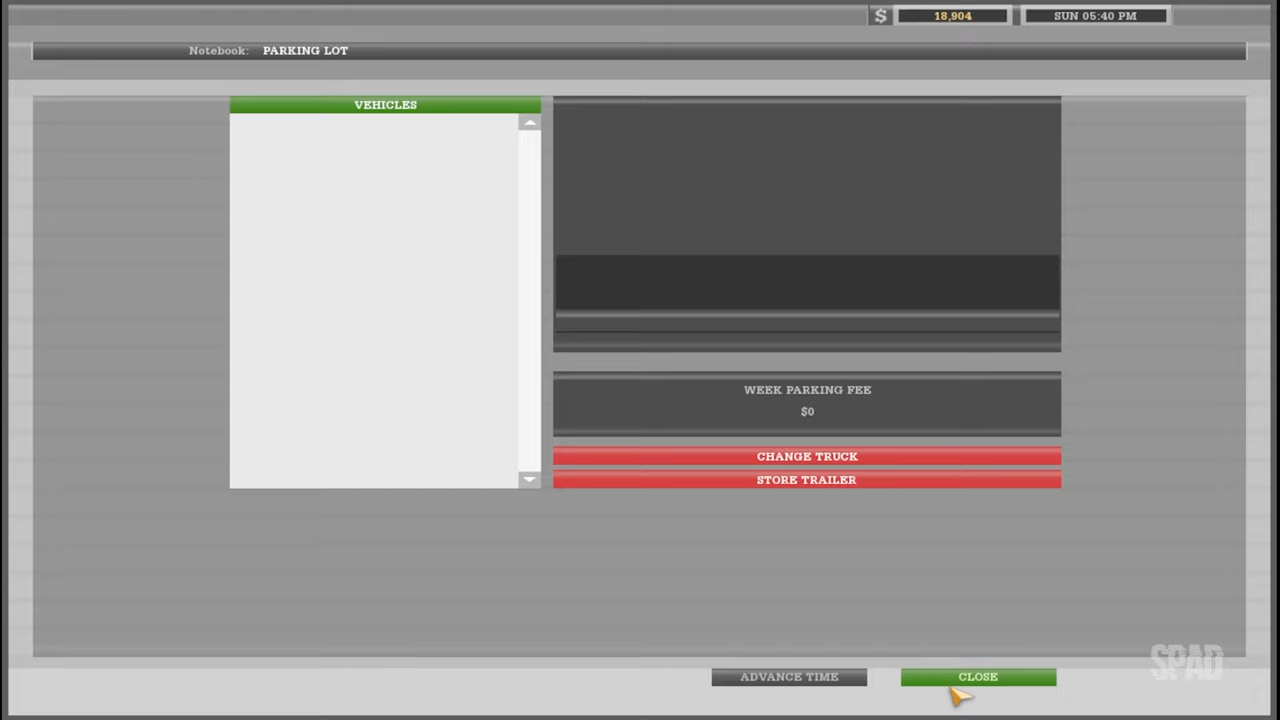 $ 18,904 SUN 05:40 PM
Notebook: PARKING LOT
VEHICLES
WEEK PARKING FEE
$0
CHANGE TRUCK
STORE TRAILER
SPAD
ADVANCE TIME CLOSE